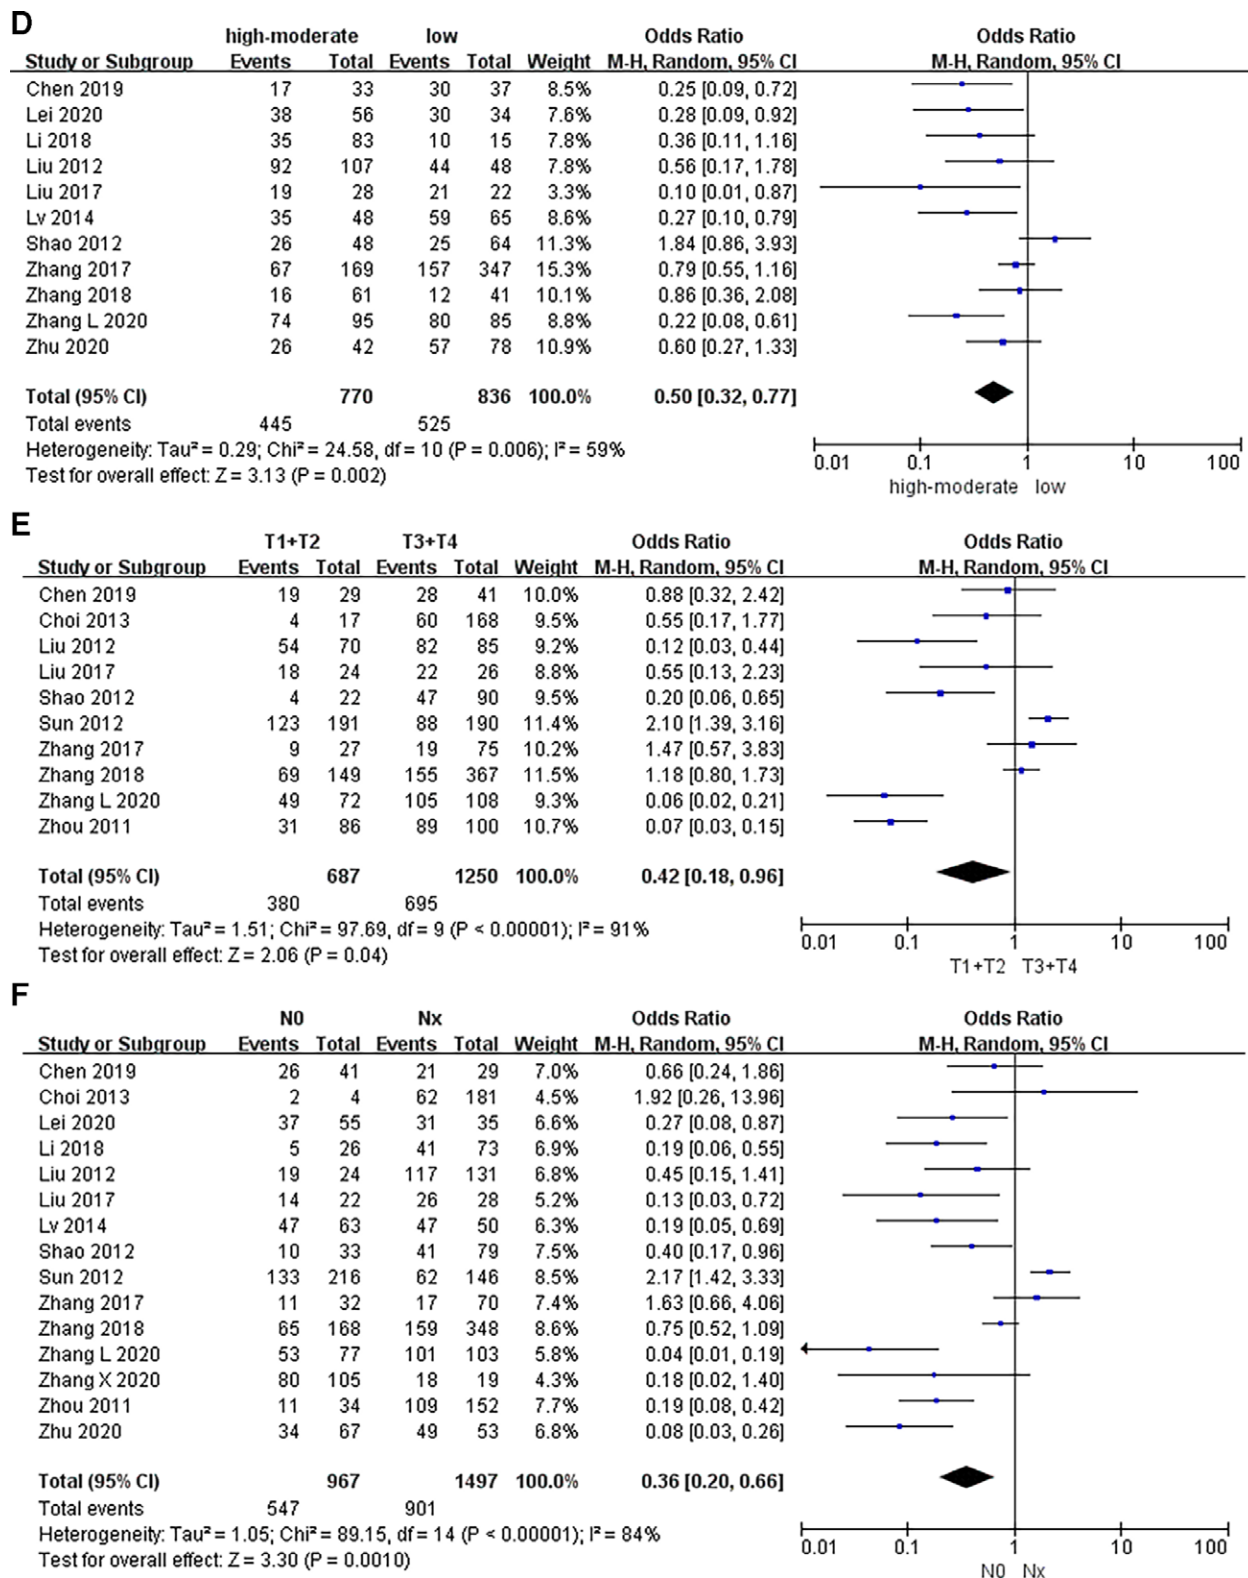 D
high-moderate low Odds Ratio Odds Ratio
Study or Subgroup Events Total Events Total Weight M-H, Random, 95% CI M-H, Random, 95% CI
Chen 2019 17 33 30 37 8.5% 0.25 [0.09, 0.72]
Lei 2020 38 56 30 34 7.6% 0.28 [0.09, 0.92]
Li 2018 35 83 10 15 7.8% 0.36 [0.11, 1.16]
Liu 2012 92 107 44 48 7.8% 0.56 [0.17, 1.78]
Liu 2017 19 28 21 22 3.3% 0.10 [0.01, 0.87]
Lv 2014 35 48 59 65 8.6% 0.27 [0.10, 0.79]
Shao 2012 26 48 25 64 11.3% 1.84 [0.86, 3.93]
Zhang 2017 67 169 157 347 15.3% 0.79 [0.55, 1.16]
Zhang 2018 16 61 12 41 10.1% 0.86 [0.36, 2.08]
Zhang L 2020 74 95 80 85 8.8% 0.22 [0.08, 0.61]
Zhu 2020 26 42 57 78 10.9% 0.60 [0.27, 1.33]
Total (95% CI) 770 836 100.0% 0.50 [0.32, 0.77]
Total events 445 525
Heterogeneity: Tau² = 0.29; Chi² = 24.58, df = 10 (P = 0.006); I² = 59%
Test for overall effect: Z = 3.13 (P = 0.002)
0.01 0.1 1 10 100
high-moderate low
E
T1+T2 T3+T4 Odds Ratio Odds Ratio
Study or Subgroup Events Total Events Total Weight M-H, Random, 95% CI M-H, Random, 95% CI
Chen 2019 19 29 28 41 10.0% 0.88 [0.32, 2.42]
Choi 2013 4 17 60 168 9.5% 0.55 [0.17, 1.77]
Liu 2012 54 70 82 85 9.2% 0.12 [0.03, 0.44]
Liu 2017 18 24 22 26 9.0% 0.55 [0.13, 2.23]
Shao 2012 4 22 47 90 9.5% 0.20 [0.06, 0.65]
Sun 2012 123 191 88 190 11.4% 2.10 [1.39, 3.16]
Zhang 2017 9 27 19 75 10.2% 1.47 [0.57, 3.83]
Zhang 2018 69 149 155 367 11.5% 1.18 [0.80, 1.73]
Zhang L 2020 49 72 105 108 9.3% 0.06 [0.02, 0.21]
Zhou 2011 31 86 89 100 10.7% 0.07 [0.03, 0.15]
Total (95% CI) 687 1250 100.0% 0.42 [0.18, 0.96]
Total events 380 695
Heterogeneity: Tau² = 1.51; Chi² = 97.69, df = 9 (P < 0.00001); I² = 91%
Test for overall effect: Z = 2.06 (P = 0.04)
0.01 0.1 1 10 100
T1+T2 T3+T4
F
N0 Nx Odds Ratio Odds Ratio
Study or Subgroup Events Total Events Total Weight M-H, Random, 95% CI M-H, Random, 95% CI
Chen 2019 26 41 21 29 7.0% 0.66 [0.24, 1.86]
Choi 2013 2 4 62 181 4.5% 1.92 [0.26, 13.96]
Lei 2020 37 55 31 35 6.6% 0.27 [0.08, 0.87]
Li 2018 5 26 41 73 6.9% 0.19 [0.06, 0.55]
Liu 2012 19 24 117 131 6.8% 0.45 [0.15, 1.41]
Liu 2017 14 22 26 28 5.2% 0.13 [0.03, 0.72]
Lv 2014 47 63 47 50 6.3% 0.19 [0.05, 0.69]
Shao 2012 10 33 41 79 7.5% 0.40 [0.17, 0.96]
Sun 2012 133 216 62 146 8.5% 2.17 [1.42, 3.33]
Zhang 2017 11 32 17 70 7.4% 1.63 [0.66, 4.06]
Zhang 2018 65 168 159 348 8.6% 0.75 [0.52, 1.09]
Zhang L 2020 53 77 101 103 5.8% 0.04 [0.01, 0.19]
Zhang X 2020 80 105 18 19 4.3% 0.18 [0.02, 1.40]
Zhou 2011 11 34 109 152 7.7% 0.19 [0.08, 0.42]
Zhu 2020 34 67 49 53 6.8% 0.08 [0.03, 0.26]
Total (95% CI) 967 1497 100.0% 0.36 [0.20, 0.66]
Total events 547 901
Heterogeneity: Tau² = 1.05; Chi² = 89.15, df = 14 (P < 0.00001); I² = 84%
Test for overall effect: Z = 3.30 (P = 0.0010)
0.01 0.1 1 10 100
N0 Nx